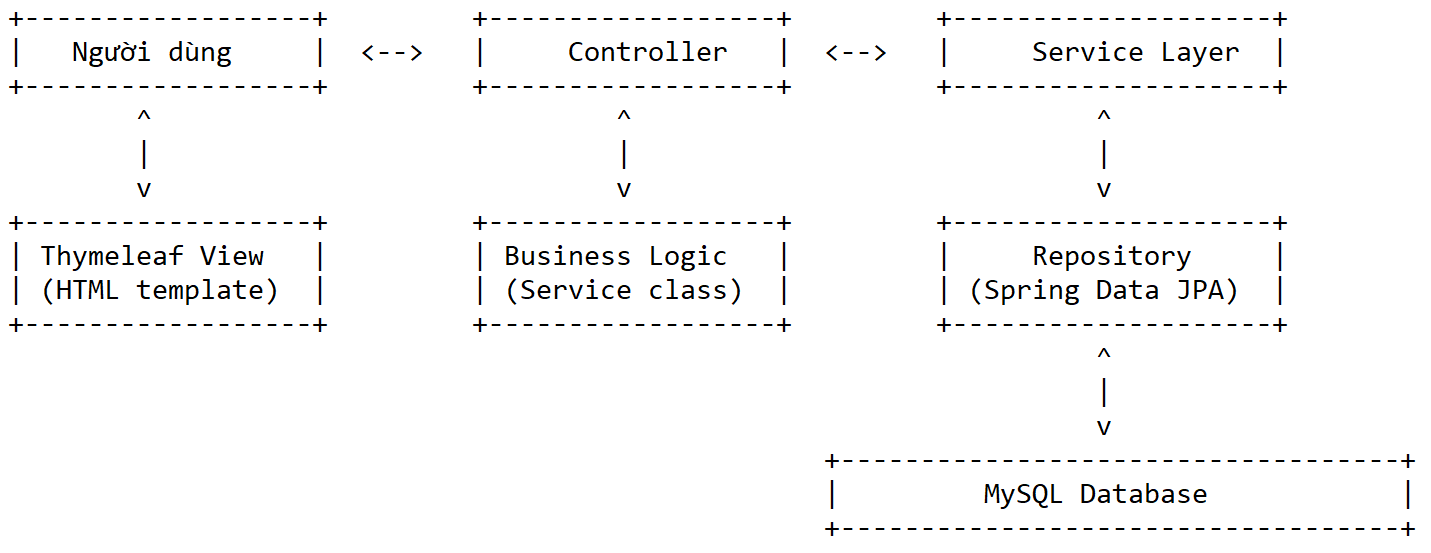 +------------------+         +------------------+         +--------------------+
|   Người dùng     |  <-->   |     Controller   |  <-->   |     Service Layer  |
+------------------+         +------------------+         +--------------------+
        ^                             ^                             ^
        |                             |                             |
        v                             v                             v
+------------------+         +------------------+         +--------------------+
| Thymeleaf View   |         | Business Logic   |         |     Repository     |
| (HTML template)  |         | (Service class)  |         | (Spring Data JPA)  |
+------------------+         +------------------+         +--------------------+
                                                                    ^
                                                                    |
                                                                    v
                                                   +-----------------------------------+
                                                   |         MySQL Database            |
                                                   +-----------------------------------+